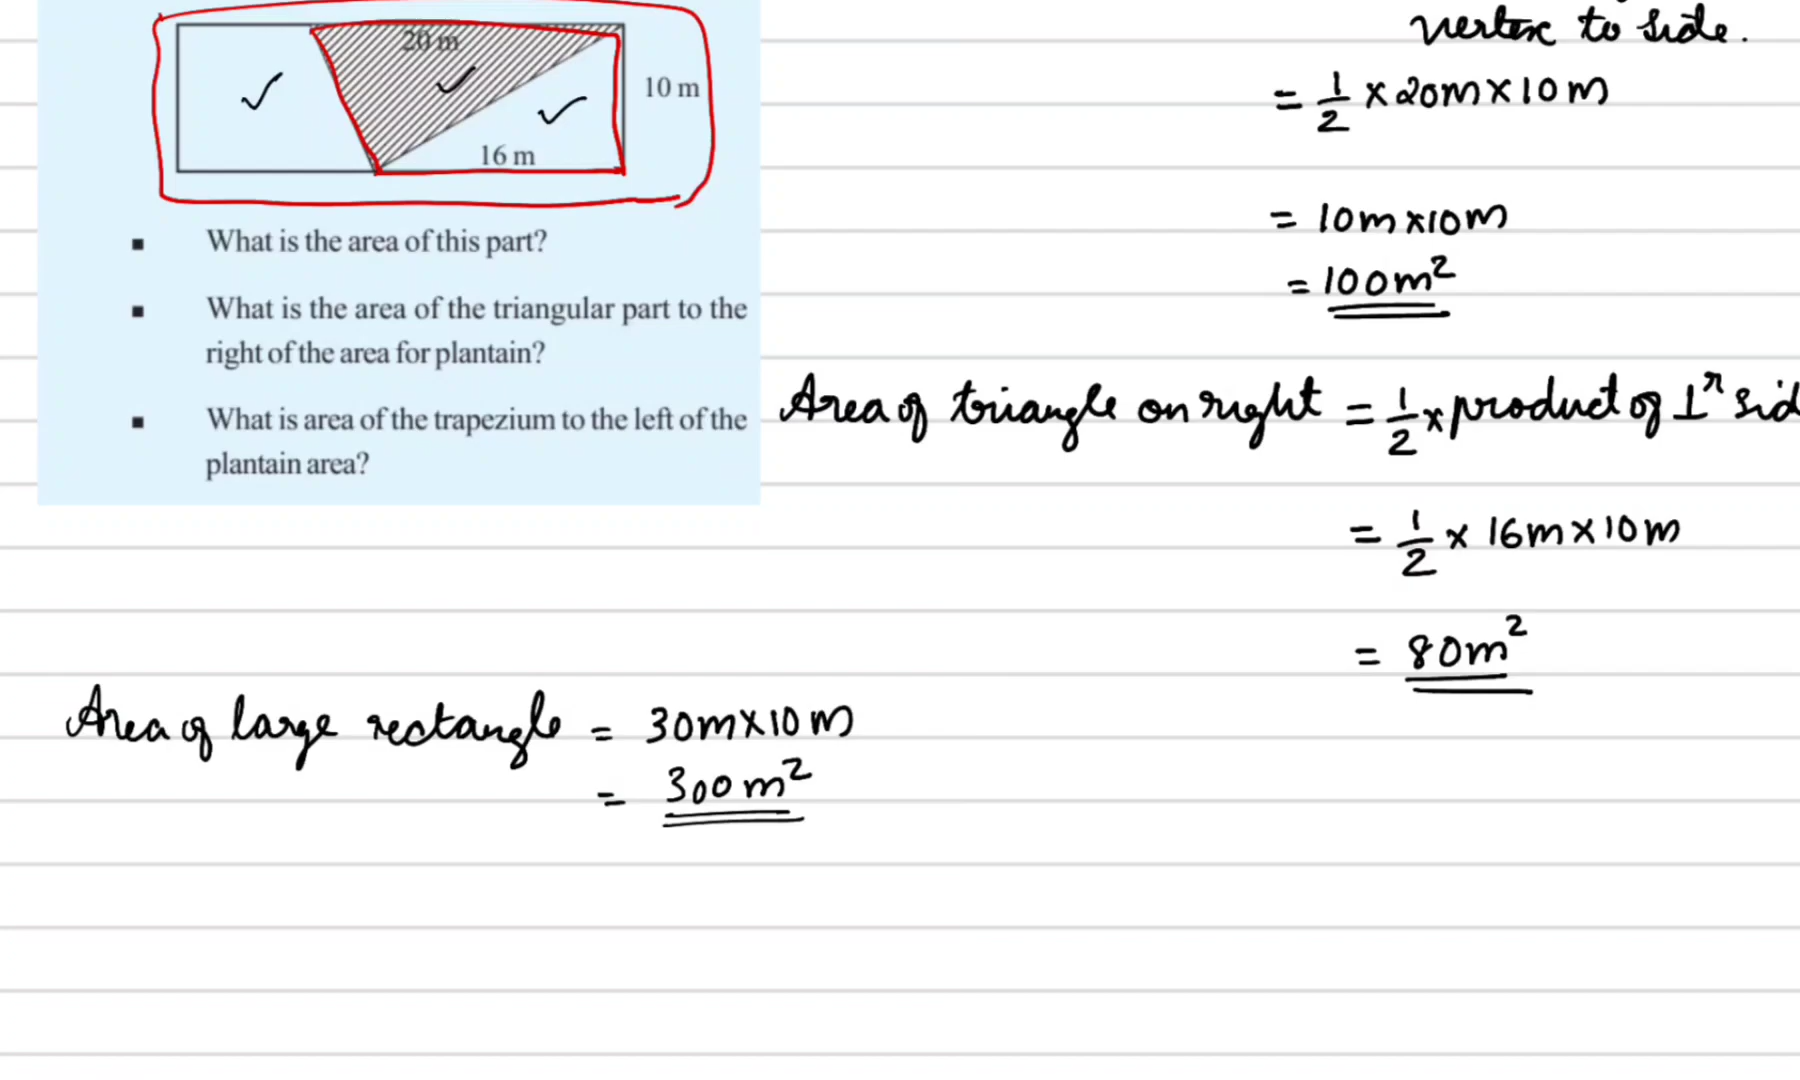 20 m
10 m
16 m
▪ What is the area of this part?
▪ What is the area of the triangular part to the
right of the area for plantain?
▪ What is area of the trapezium to the left of the
plantain area?
vertex to side.
= 1/2 × 20m × 10m
= 10m × 10m
= 100m²
Area of triangle on right = 1/2 × product of ⊥r sid
= 1/2 × 16m × 10m
= 80m²
Area of large rectangle = 30m × 10m
= 300m²